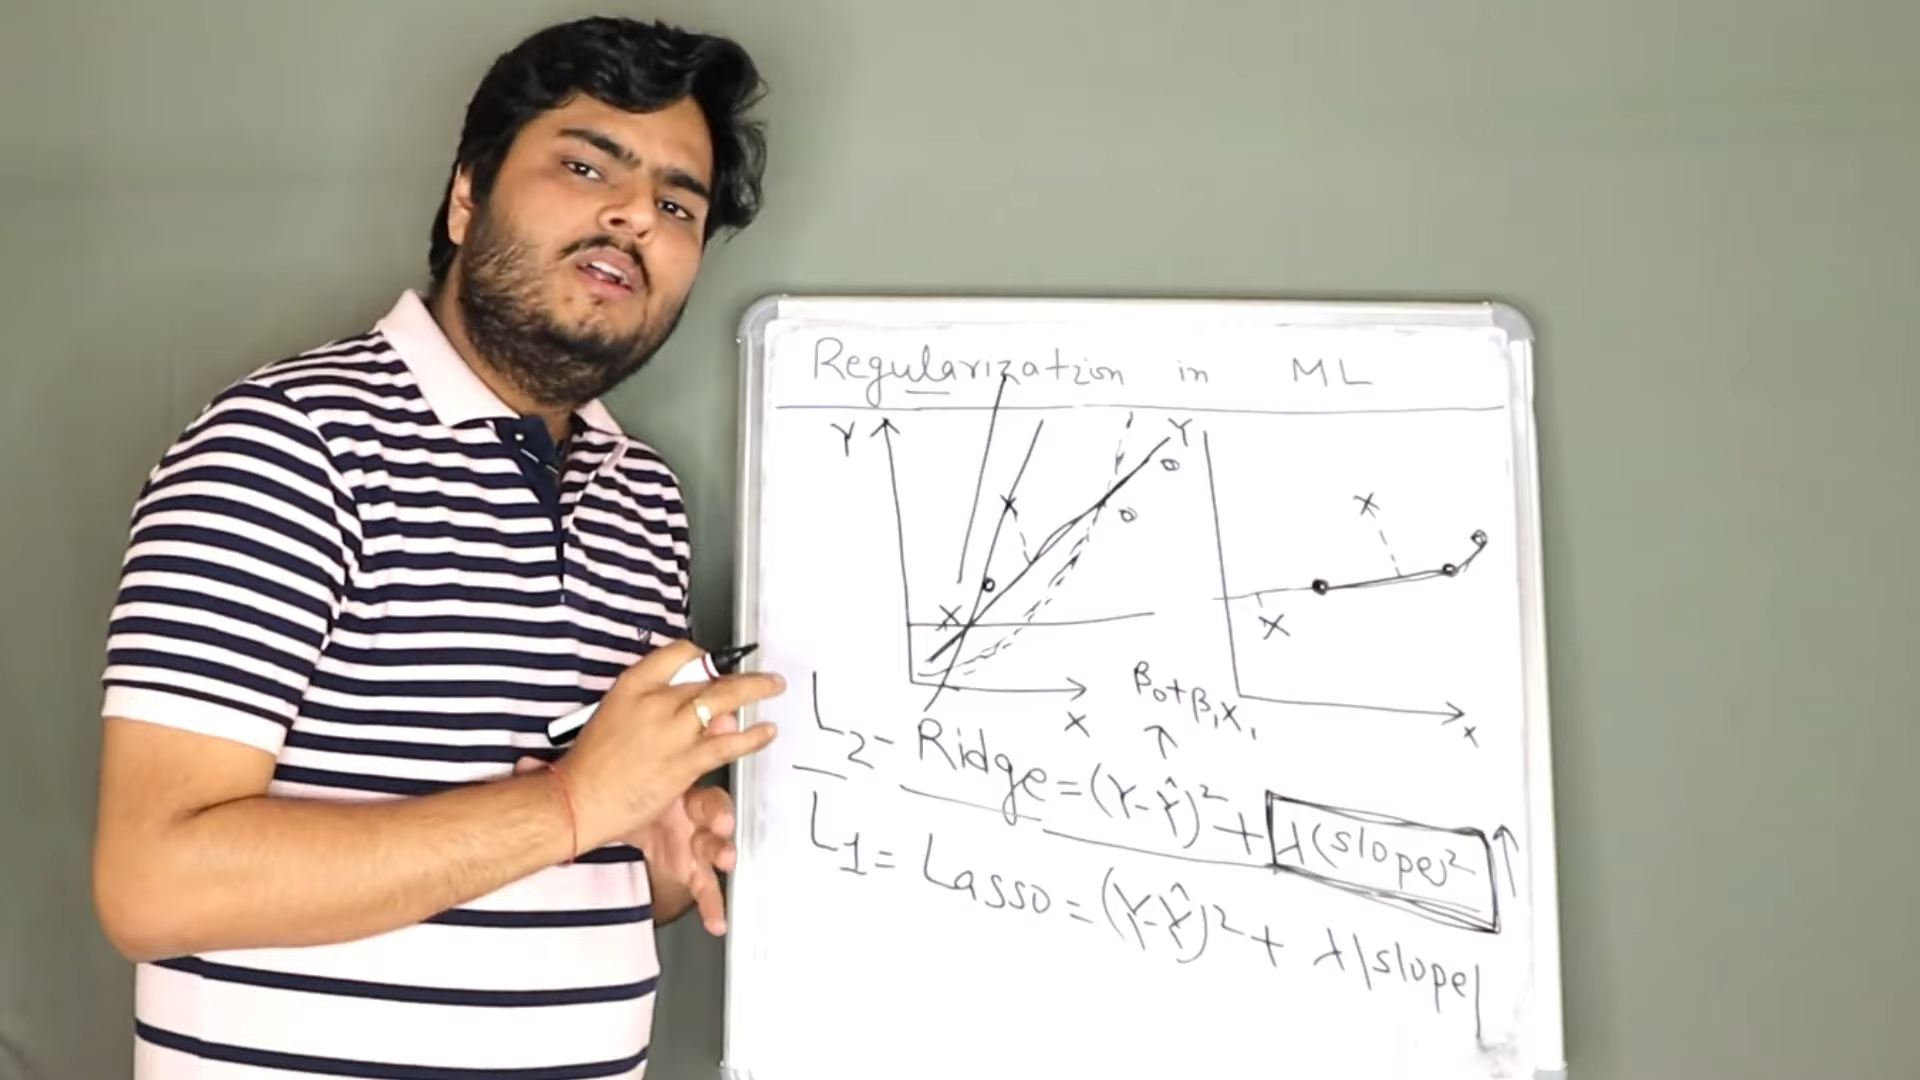 Regularization in ML
Y
Y
X
X
β₀+β₁X₁
L₂- Ridge = (Y-Ŷ)² + λ(slope)²
L1 = Lasso = (Y-Ŷ)² + λ|slope|